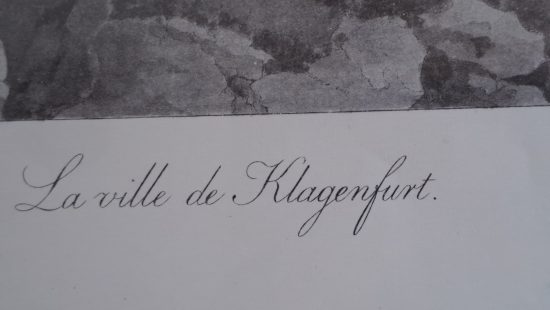 La ville de Klagenfurt.